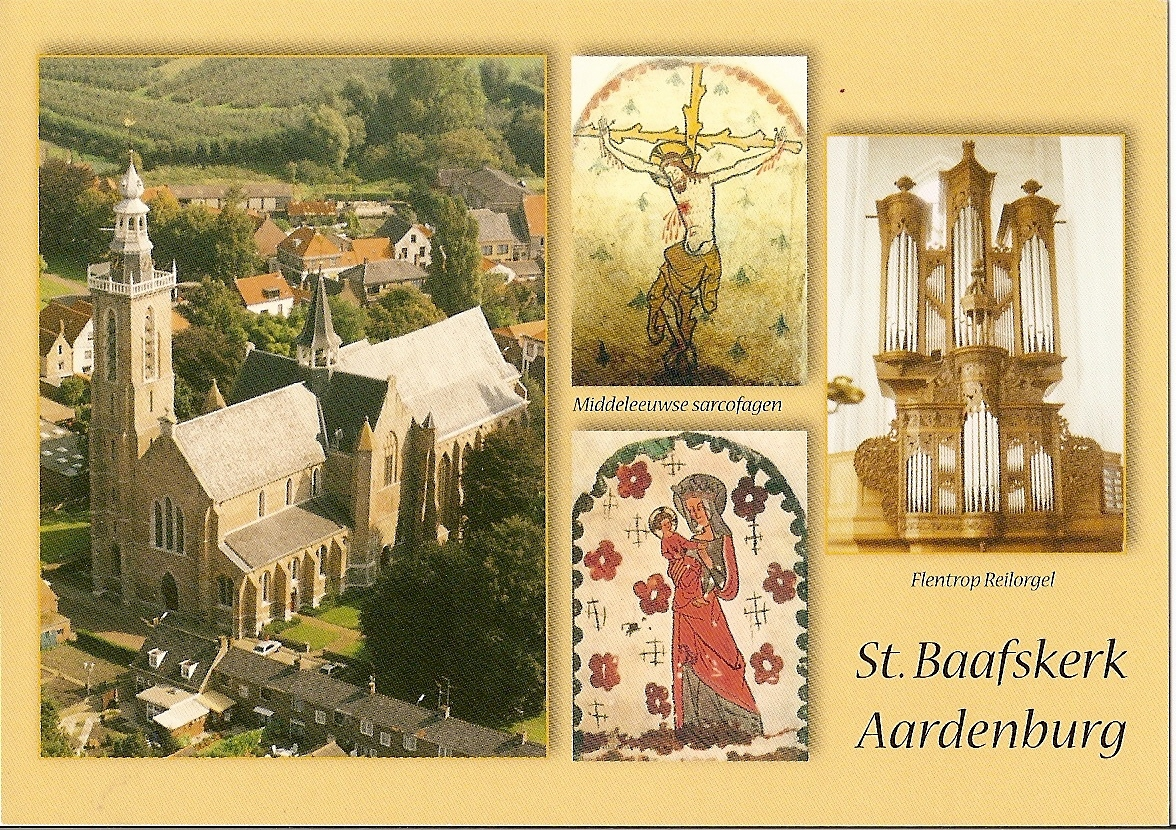 Middeleeuwse sarcofagen
Flentrop Reilorgel
St. Baafskerk
Aardenburg